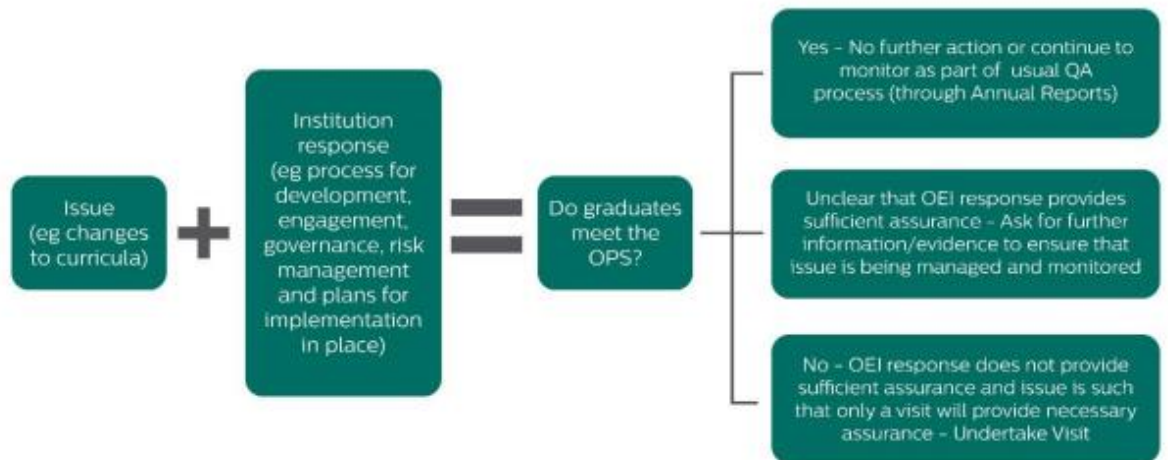 Issue
(eg changes
to curricula)
Institution
response
(eg process for
development,
engagement,
governance, risk
management
and plans for
implementation
in place)
Do graduates
meet the
OPS?
Yes - No further action or continue to
monitor as part of usual QA
process (through Annual Reports)
Unclear that OEI response provides
sufficient assurance - Ask for further
information/evidence to ensure that
issue is being managed and monitored
No - OEI response does not provide
sufficient assurance and issue is such
that only a visit will provide necessary
assurance - Undertake Visit